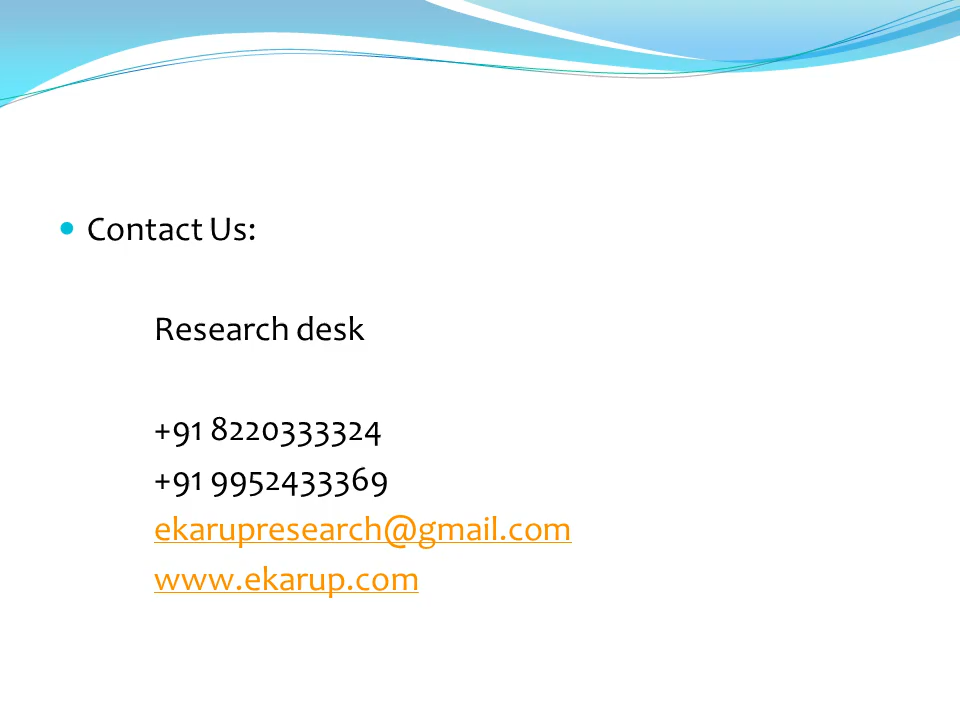 Contact Us:
Research desk
+91 8220333324
+91 9952433369
ekarupresearch@gmail.com
www.ekarup.com